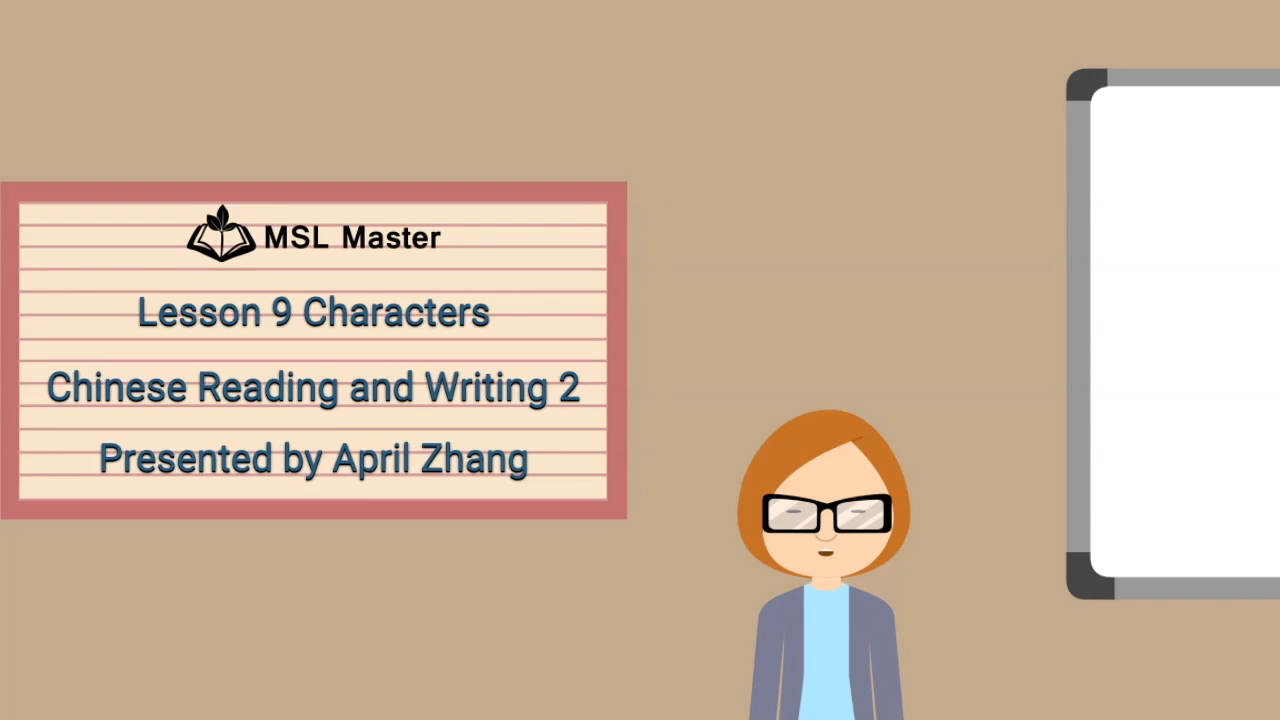 MSL Master
Lesson 9 Characters
Chinese Reading and Writing 2
Presented by April Zhang